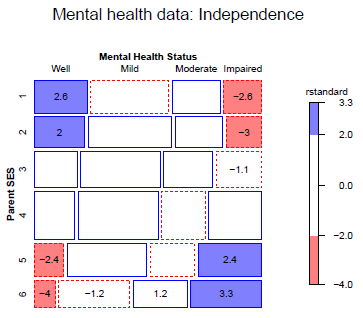 Mental health data: Independence
Mental Health Status
Well Mild Moderate Impaired
rstandard
Parent SES
1 2.6 −2.6
2 2 −3
3 −1.1
4
5 −2.4 2.4
6 −4 −1.2 1.2 3.3
3.3
2.0
0.0
−2.0
−4.0